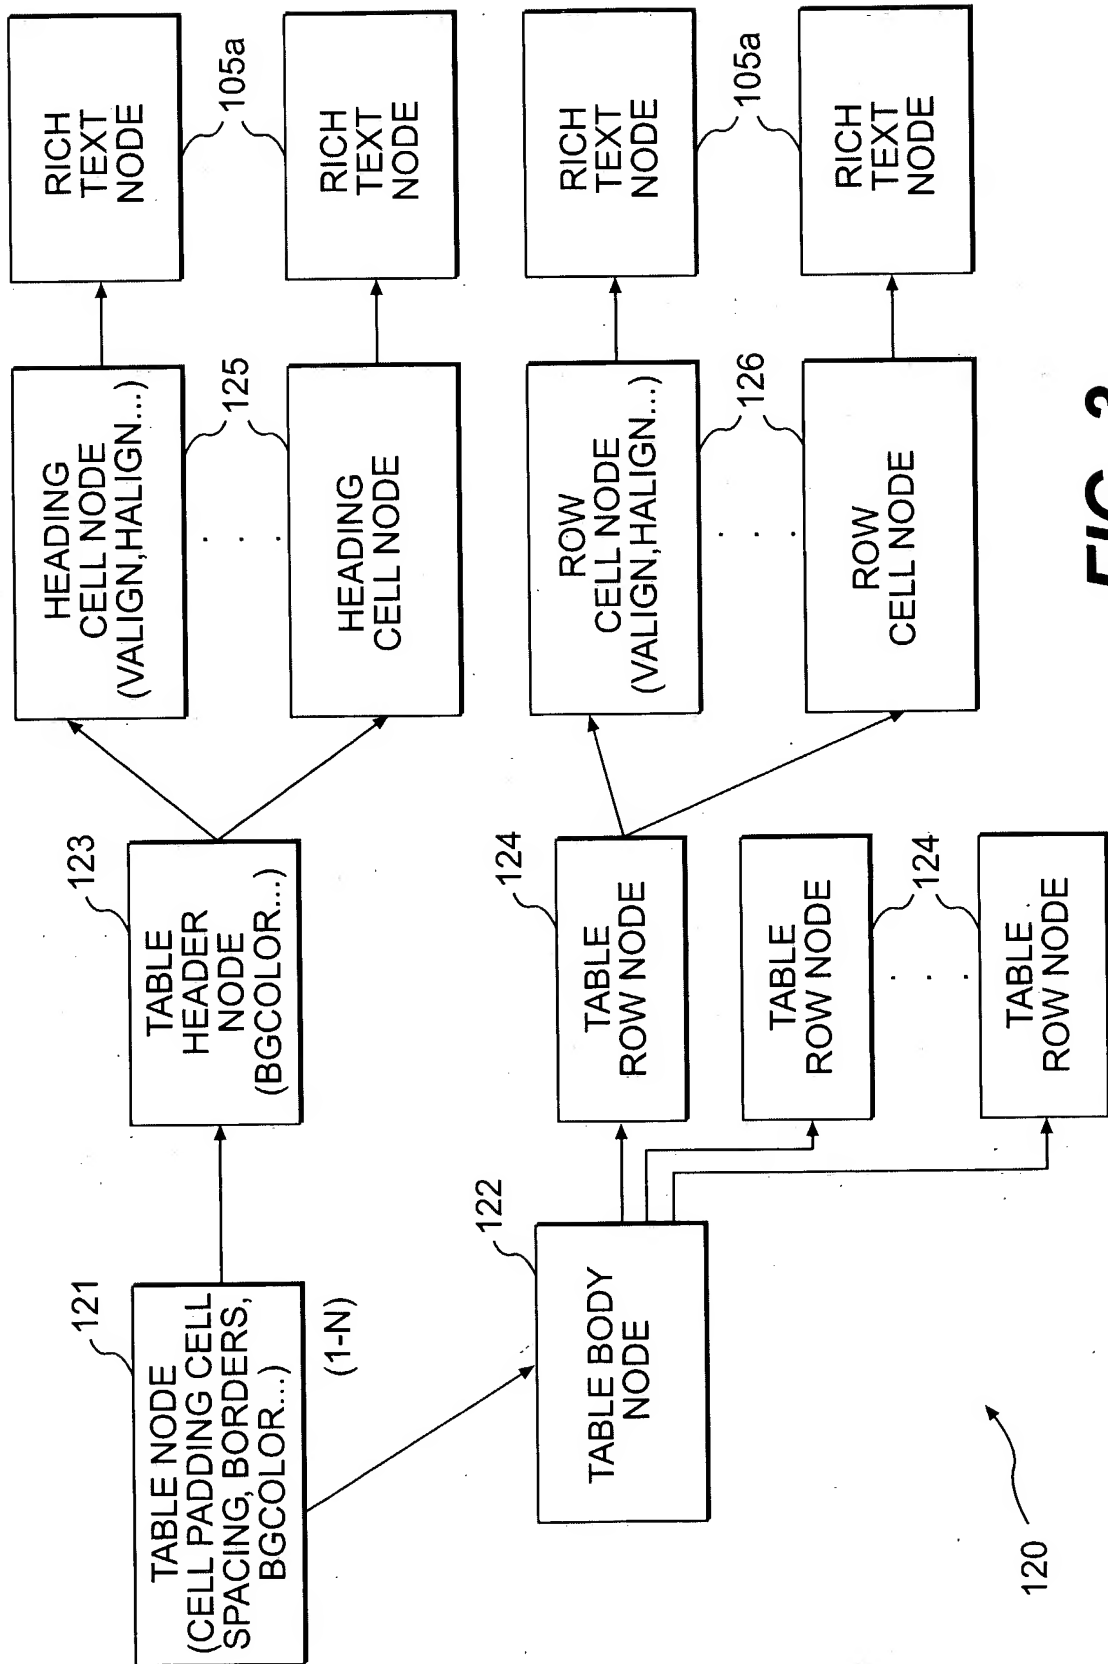 121
TABLE NODE
(CELL PADDING CELL
SPACING, BORDERS,
BGCOLOR...)
(1-N)
123
TABLE
HEADER
NODE
(BGCOLOR...)
HEADING
CELL NODE
(VALIGN,HALIGN...)
125
HEADING
CELL NODE
RICH
TEXT
NODE
105a
RICH
TEXT
NODE
122
TABLE BODY
NODE
124
TABLE
ROW NODE
TABLE
ROW NODE
124
TABLE
ROW NODE
ROW
CELL NODE
(VALIGN,HALIGN...)
126
ROW
CELL NODE
RICH
TEXT
NODE
105a
RICH
TEXT
NODE
120
FIG.